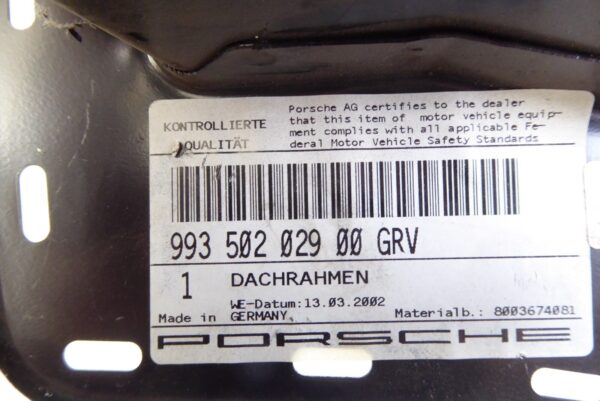 KONTROLLIERTE
QUALITÄT
Porsche AG certifies to the dealer
that this item of motor vehicle equip-
ment complies with all applicable Fe-
deral Motor Vehicle Safety Standards
993 502 029 00 GRV
1 DACHRAHMEN
WE-Datum:13.03.2002
Made in GERMANY Materialb.: 8003674081
PORSCHE